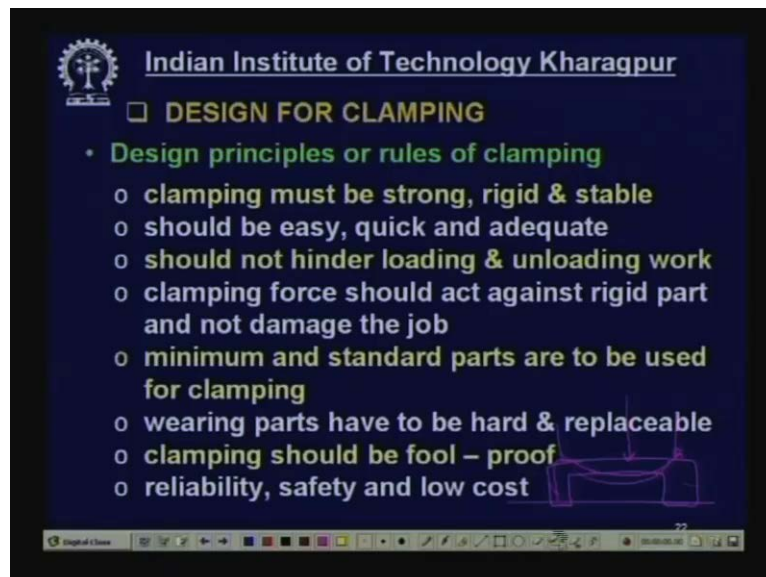 Indian Institute of Technology Kharagpur
❑ DESIGN FOR CLAMPING
• Design principles or rules of clamping
o clamping must be strong, rigid & stable
o should be easy, quick and adequate
o should not hinder loading & unloading work
o clamping force should act against rigid part
and not damage the job
o minimum and standard parts are to be used
for clamping
o wearing parts have to be hard & replaceable
o clamping should be fool – proof
o reliability, safety and low cost
22